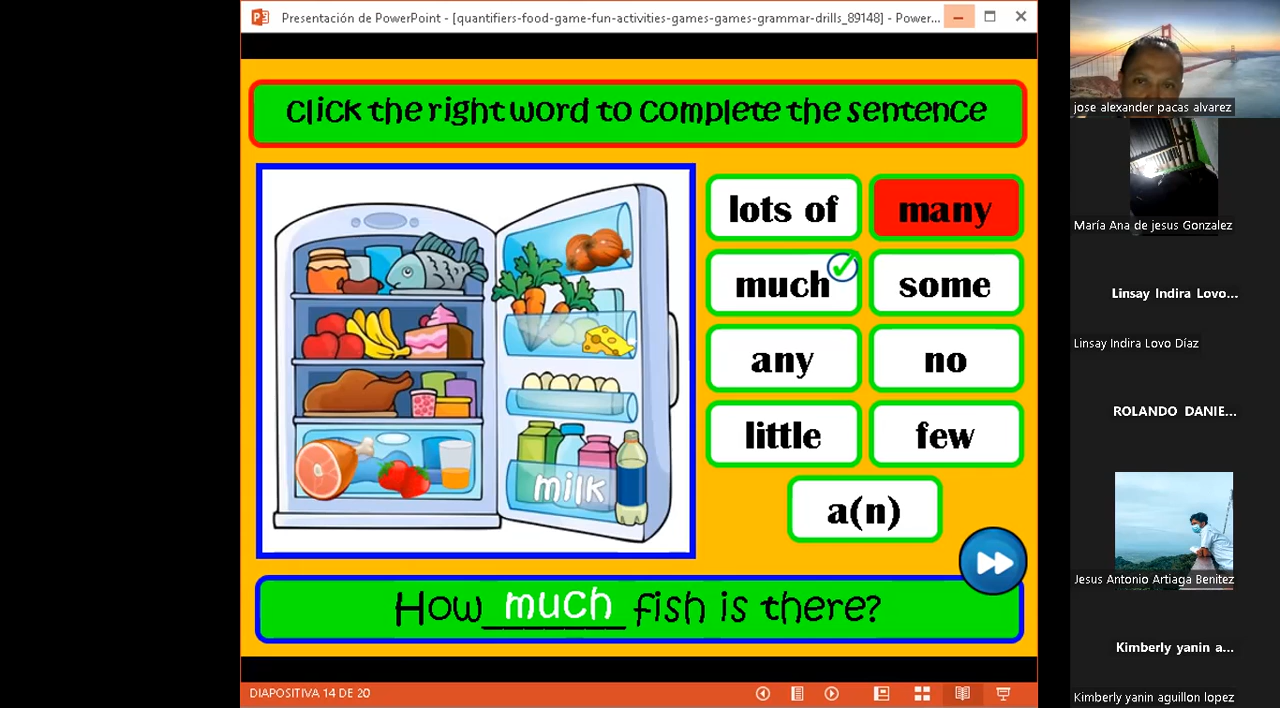 Presentación de PowerPoint - [quantifiers-food-game-fun-activities-games-games-grammar-drills_89148] - Power...
Click the right word to complete the sentence
lots of
many
much
some
any
no
little
few
a(n)
milk
How much fish is there?
DIAPOSITIVA 14 DE 20
jose alexander pacas alvarez
María Ana de jesus Gonzalez
Linsay Indira Lovo...
Linsay Indira Lovo Díaz
ROLANDO DANIE...
Jesus Antonio Artiaga Benitez
Kimberly yanin a...
Kimberly yanin aguillon lopez